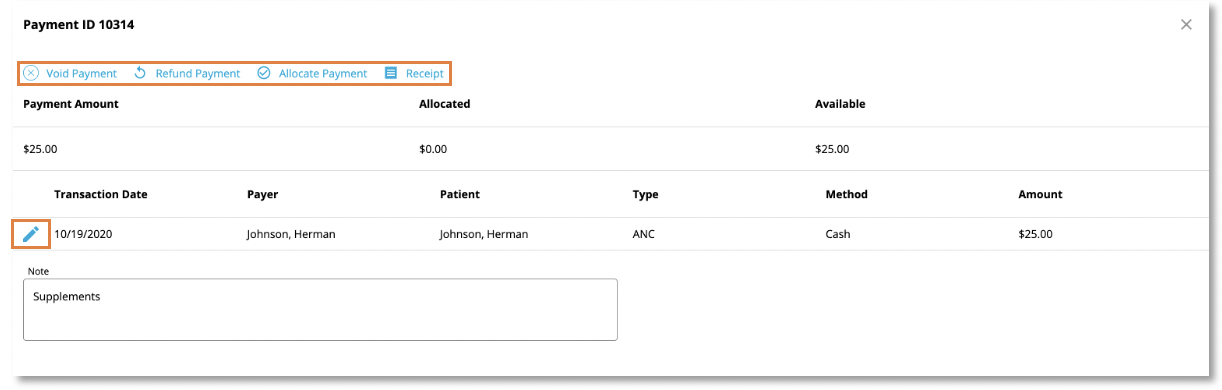 Payment ID 10314
Void Payment Refund Payment Allocate Payment Receipt
Payment Amount Allocated Available
$25.00 $0.00 $25.00
Transaction Date Payer Patient Type Method Amount
10/19/2020 Johnson, Herman Johnson, Herman ANC Cash $25.00
Note
Supplements